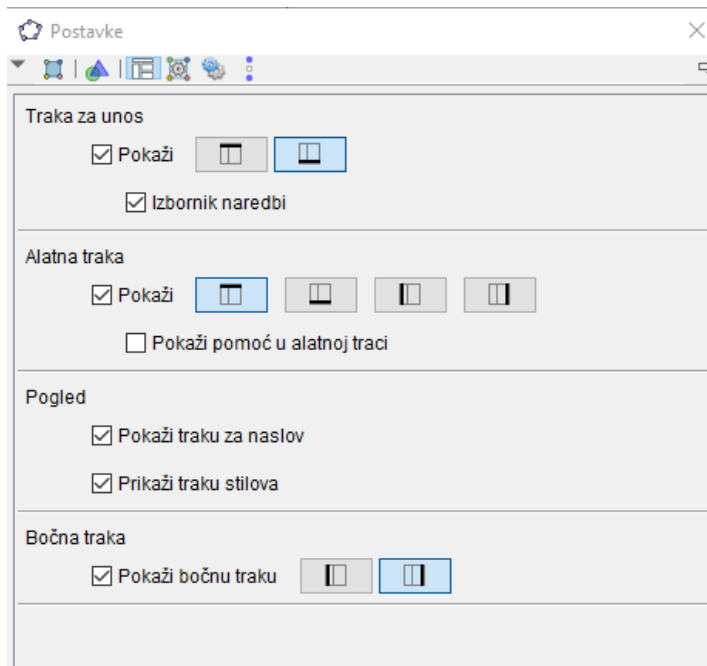 Postavke
Traka za unos
Pokaži
Izbornik naredbi
Alatna traka
Pokaži
Pokaži pomoć u alatnoj traci
Pogled
Pokaži traku za naslov
Prikaži traku stilova
Bočna traka
Pokaži bočnu traku